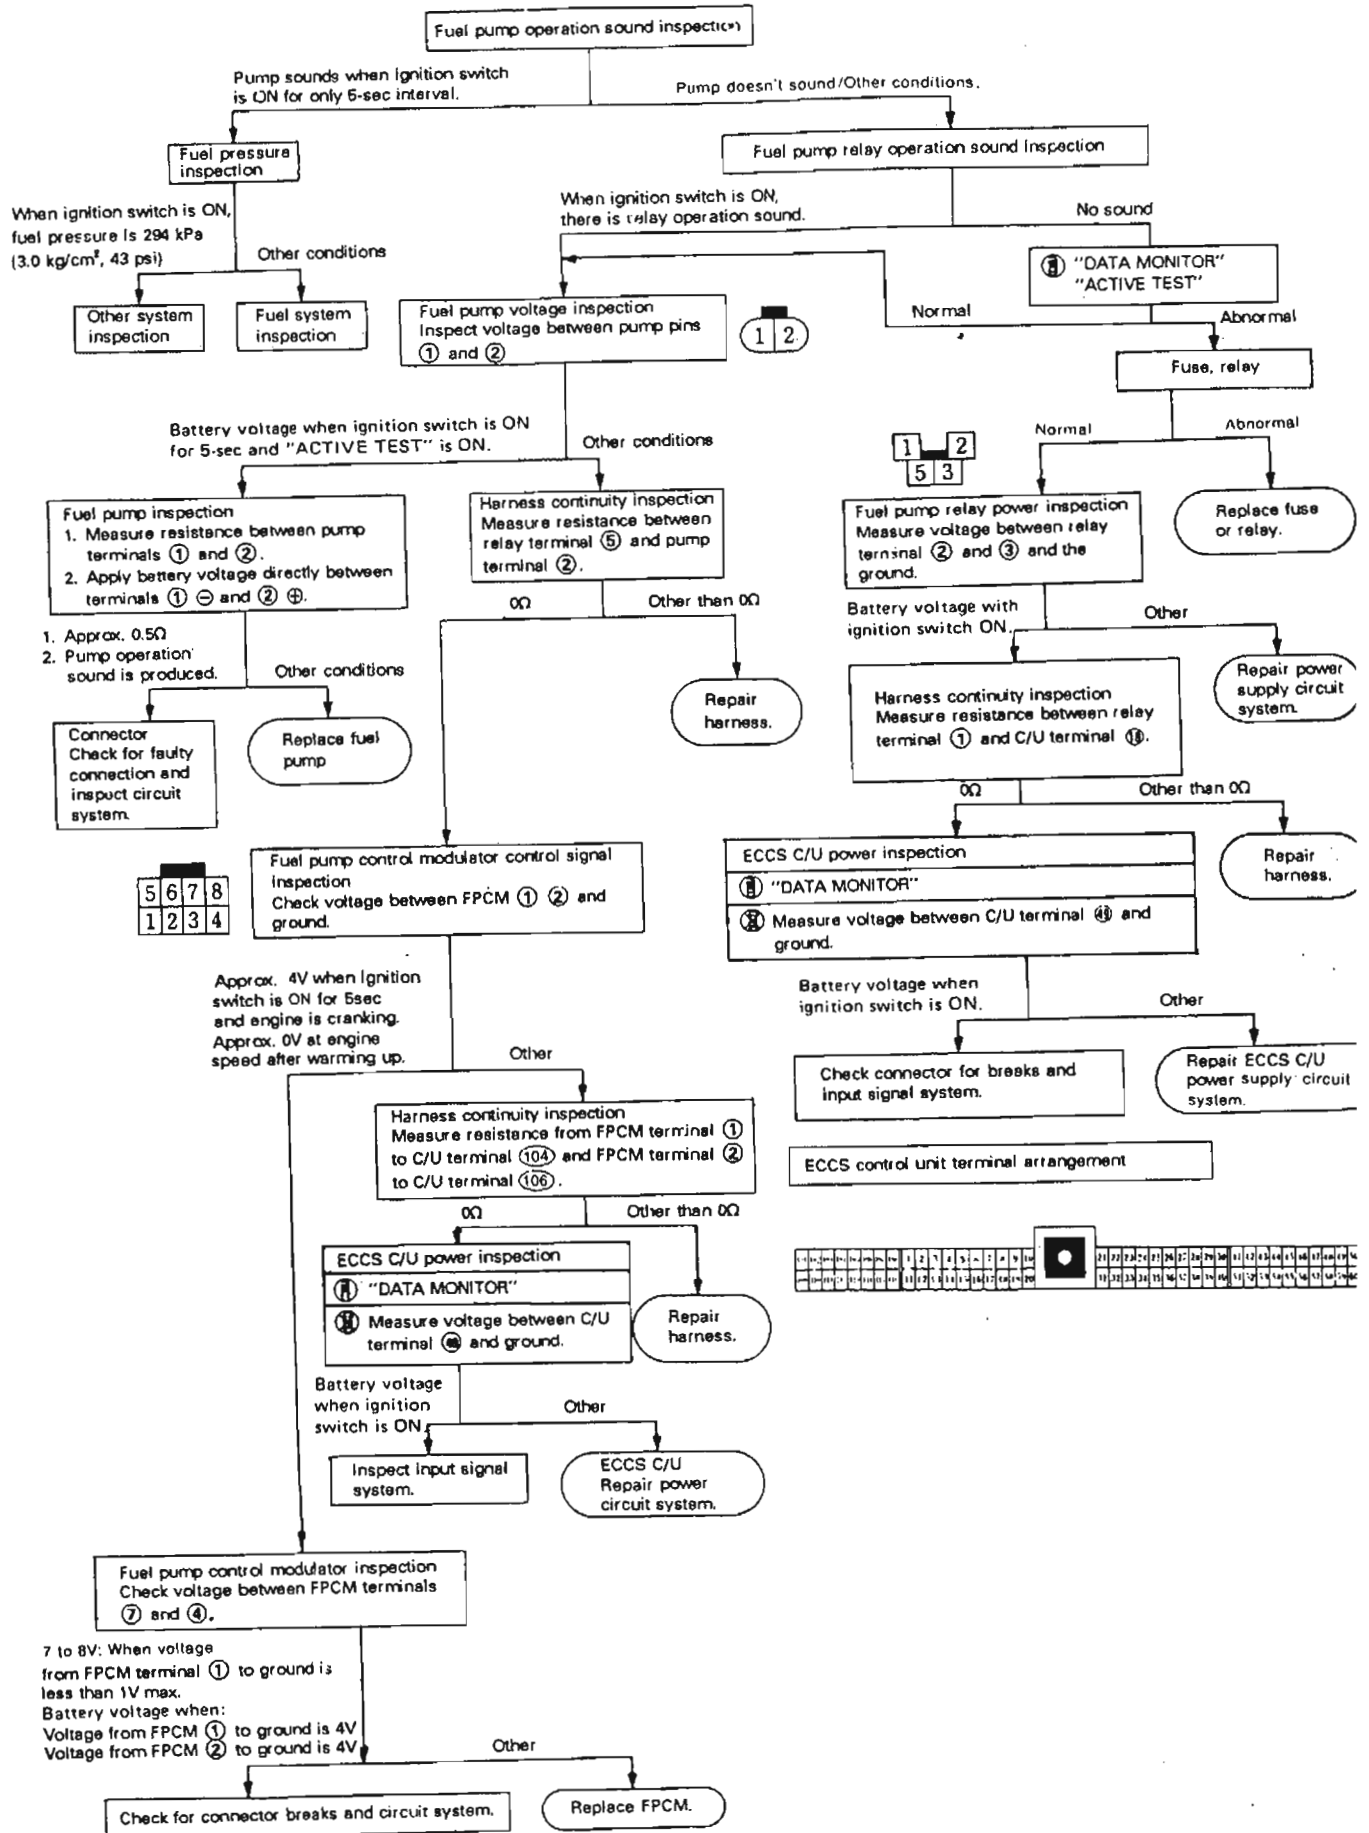 Fuel pump operation sound inspection
Pump sounds when Ignition switch
is ON for only 5-sec interval.
Pump doesn't sound/Other conditions.
Fuel pressure
inspection
Fuel pump relay operation sound Inspection
When ignition switch is ON,
fuel pressure is 294 kPa
(3.0 kg/cm², 43 psi)
Other conditions
When ignition switch is ON,
there is relay operation sound.
No sound
"DATA MONITOR"
"ACTIVE TEST"
Other system
inspection
Fuel system
inspection
Fuel pump voltage inspection
Inspect voltage between pump pins
① and ②
1 2
Normal
Abnormal
Fuse, relay
Battery voltage when ignition switch is ON
for 5-sec and "ACTIVE TEST" is ON.
Other conditions
1 2
5 3
Normal
Abnormal
Fuel pump inspection
1. Measure resistance between pump
terminals ① and ②.
2. Apply battery voltage directly between
terminals ① ⊖ and ② ⊕.
Harness continuity inspection
Measure resistance between
relay terminal ⑤ and pump
terminal ②.
Fuel pump relay power inspection
Measure voltage between relay
terminal ② and ③ and the
ground.
Replace fuse
or relay.
1. Approx. 0.5Ω
2. Pump operation
sound is produced.
Other conditions
0Ω
Other than 0Ω
Battery voltage with
ignition switch ON.
Other
Connector
Check for faulty
connection and
inspect circuit
system.
Replace fuel
pump
Repair
harness.
Harness continuity inspection
Measure resistance between relay
terminal ① and C/U terminal
Repair power
supply circuit
system.
0Ω
Other than 0Ω
5 6 7 8
1 2 3 4
Fuel pump control modulator control signal
inspection
Check voltage between FPCM ① ② and
ground.
ECCS C/U power inspection
"DATA MONITOR"
Measure voltage between C/U terminal and
ground.
Repair
harness.
Approx. 4V when Ignition
switch is ON for 5sec
and engine is cranking.
Approx. 0V at engine
speed after warming up.
Other
Battery voltage when
ignition switch is ON.
Other
Check connector for breaks and
input signal system.
Repair ECCS C/U
power supply circuit
system.
Harness continuity inspection
Measure resistance from FPCM terminal ①
to C/U terminal (104) and FPCM terminal ②
to C/U terminal (106).
ECCS control unit terminal arrangement
0Ω
Other than 0Ω
ECCS C/U power inspection
"DATA MONITOR"
Measure voltage between C/U
terminal and ground.
Repair
harness.
Battery voltage
when ignition
switch is ON.
Other
Inspect input signal
system.
ECCS C/U
Repair power
circuit system.
Fuel pump control modulator inspection
Check voltage between FPCM terminals
⑦ and ④.
7 to 8V: When voltage
from FPCM terminal ① to ground is
less than 1V max.
Battery voltage when:
Voltage from FPCM ① to ground is 4V
Voltage from FPCM ② to ground is 4V
Other
Check for connector breaks and circuit system.
Replace FPCM.